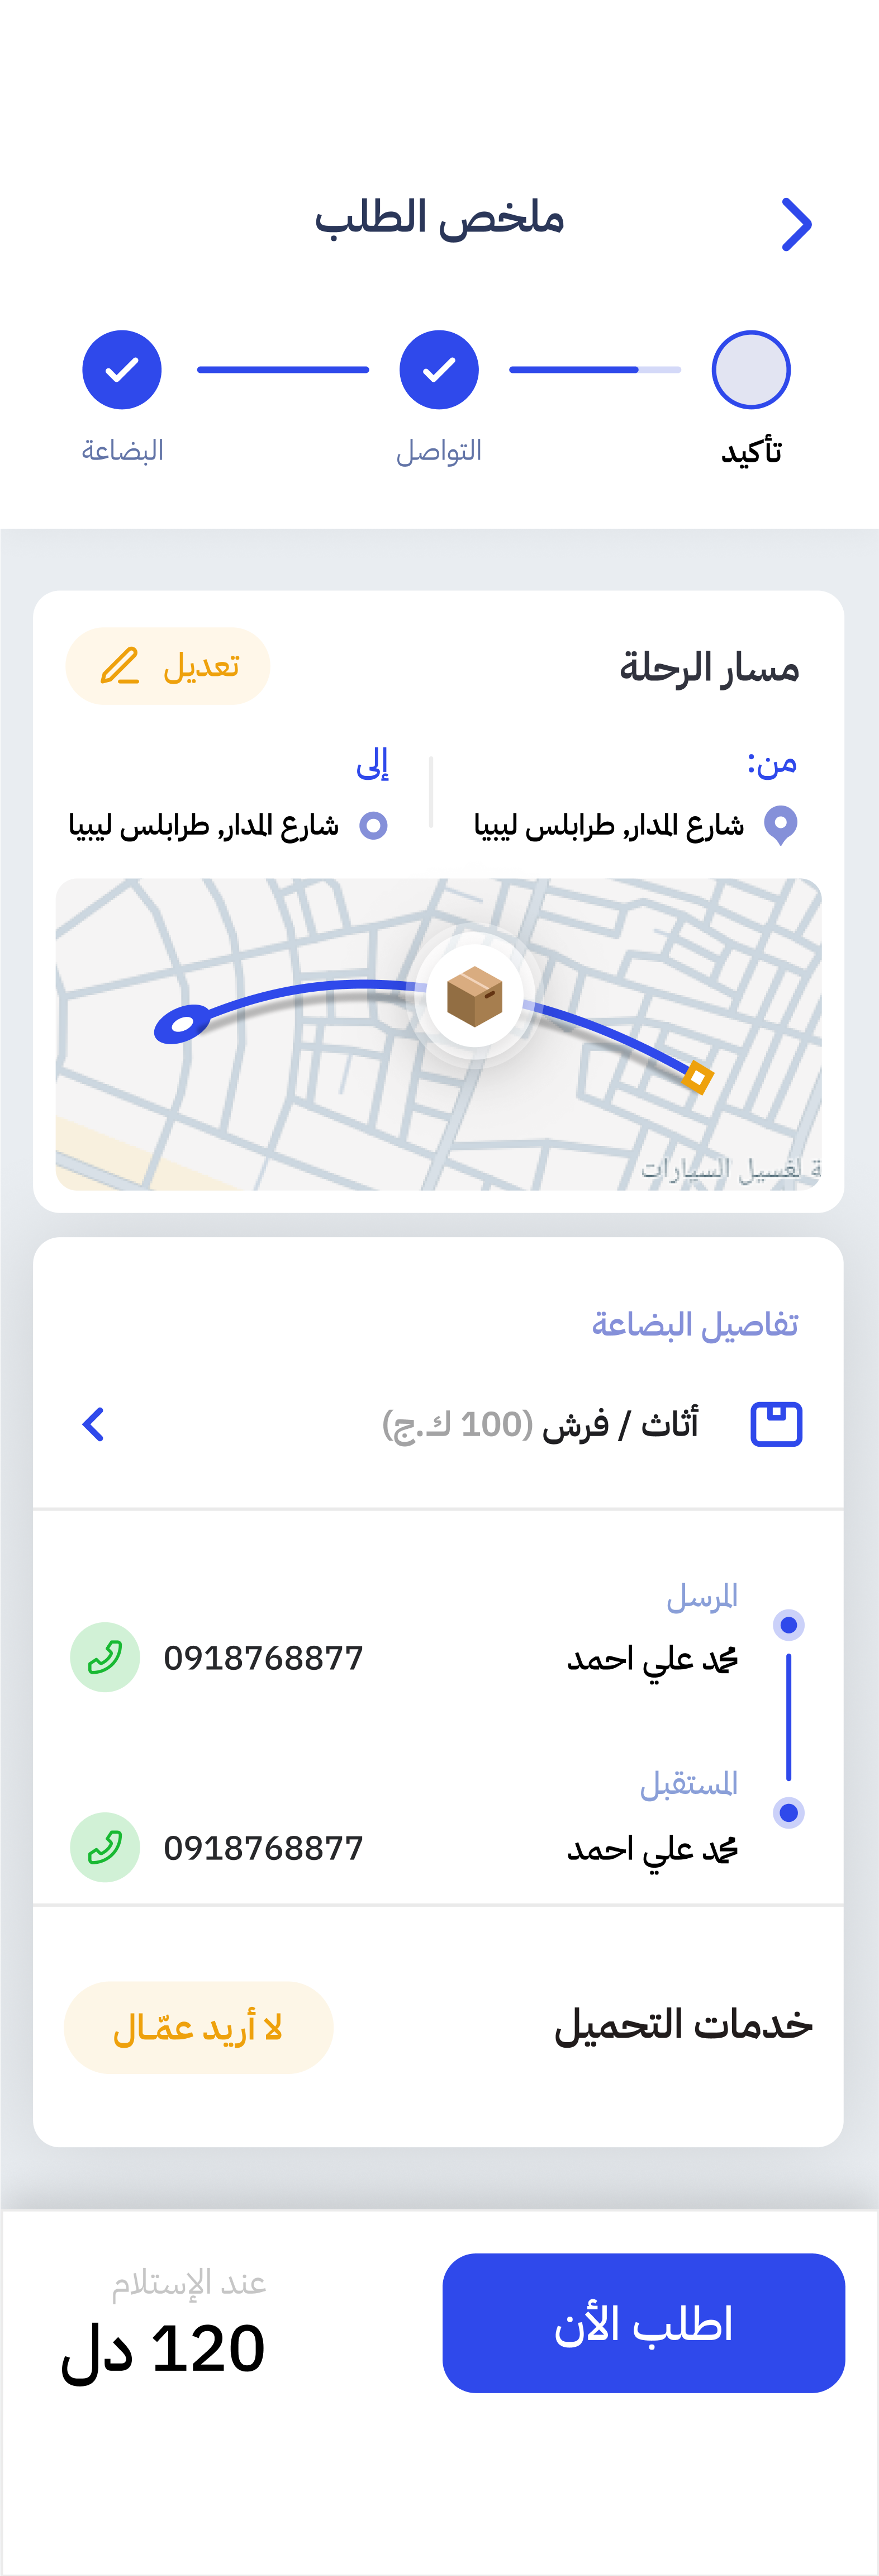 ملخص الطلب
تأكيد
التواصل
البضاعة
مسار الرحلة
تعديل
من:
إلى
شارع المدار, طرابلس ليبيا
شارع المدار, طرابلس ليبيا
ة لغسيل السيارات
تفاصيل البضاعة
أثاث / فرش (100 ك.ج)
المرسل
محمد علي احمد
0918768877
المستقبل
محمد علي احمد
0918768877
خدمات التحميل
لا أريد عمّال
عند الإستلام
اطلب الأن
120 دل